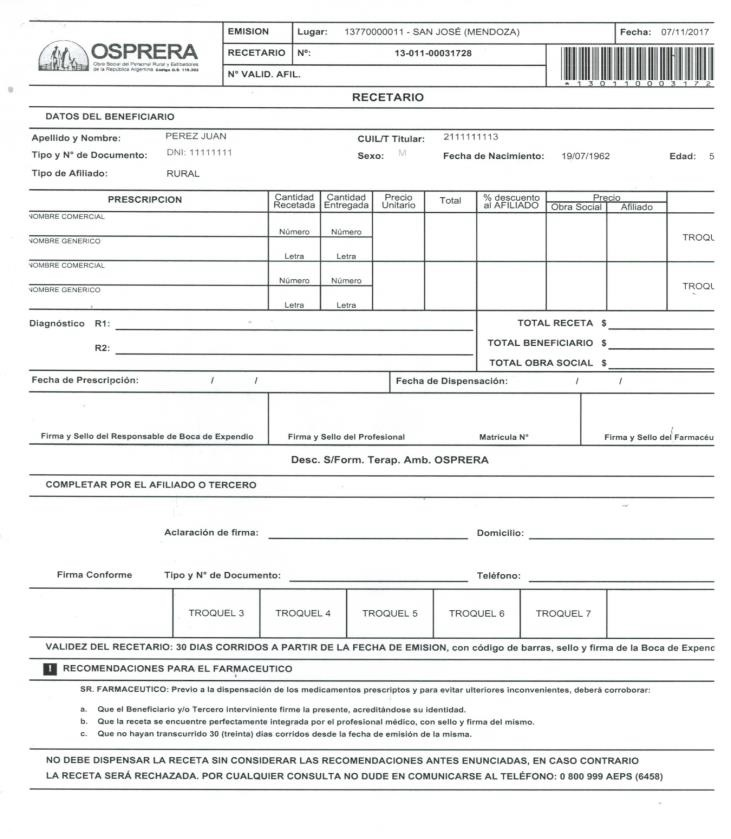 OSPRERA
Obra Social del Personal Rural y Estibadores
de la República Argentina Código O.S. 119.302
EMISION Lugar: 13770000011 - SAN JOSÉ (MENDOZA) Fecha: 07/11/2017
RECETARIO Nº: 13-011-00031728
N° VALID. AFIL.
*1301100003172
RECETARIO
DATOS DEL BENEFICIARIO
Apellido y Nombre: PEREZ JUAN CUIL/T Titular: 2111111113
Tipo y N° de Documento: DNI: 11111111 Sexo: M Fecha de Nacimiento: 19/07/1962 Edad: 5
Tipo de Afiliado: RURAL
PRESCRIPCION Cantidad Recetada Cantidad Entregada Precio Unitario Total % descuento al AFILIADO Precio
Obra Social Afiliado
NOMBRE COMERCIAL
Número Número
TROQU
NOMBRE GENERICO
Letra Letra
NOMBRE COMERCIAL
Número Número
TROQU
NOMBRE GENERICO
Letra Letra
Diagnóstico R1: TOTAL RECETA $
R2: TOTAL BENEFICIARIO $
TOTAL OBRA SOCIAL $
Fecha de Prescripción: / / Fecha de Dispensación: / /
Firma y Sello del Responsable de Boca de Expendio Firma y Sello del Profesional Matrícula N° Firma y Sello del Farmacéu
Desc. S/Form. Terap. Amb. OSPRERA
COMPLETAR POR EL AFILIADO O TERCERO
Aclaración de firma: Domicilio:
Firma Conforme Tipo y N° de Documento: Teléfono:
TROQUEL 3 TROQUEL 4 TROQUEL 5 TROQUEL 6 TROQUEL 7
VALIDEZ DEL RECETARIO: 30 DIAS CORRIDOS A PARTIR DE LA FECHA DE EMISION, con código de barras, sello y firma de la Boca de Expend
! RECOMENDACIONES PARA EL FARMACEUTICO
SR. FARMACEUTICO: Previo a la dispensación de los medicamentos prescriptos y para evitar ulteriores inconvenientes, deberá corroborar:
a. Que el Beneficiario y/o Tercero interviniente firme la presente, acreditándose su identidad.
b. Que la receta se encuentre perfectamente integrada por el profesional médico, con sello y firma del mismo.
c. Que no hayan transcurrido 30 (treinta) días corridos desde la fecha de emisión de la misma.
NO DEBE DISPENSAR LA RECETA SIN CONSIDERAR LAS RECOMENDACIONES ANTES ENUNCIADAS, EN CASO CONTRARIO
LA RECETA SERÁ RECHAZADA. POR CUALQUIER CONSULTA NO DUDE EN COMUNICARSE AL TELÉFONO: 0 800 999 AEPS (6458)